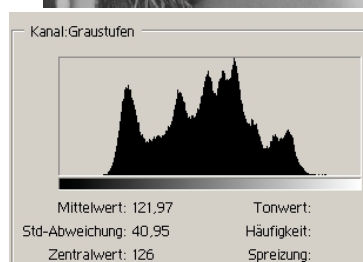 Kanal:Graustufen
Mittelwert: 121,97 Tonwert:
Std-Abweichung: 40,95 Häufigkeit:
Zentralwert: 126 Spreizung: